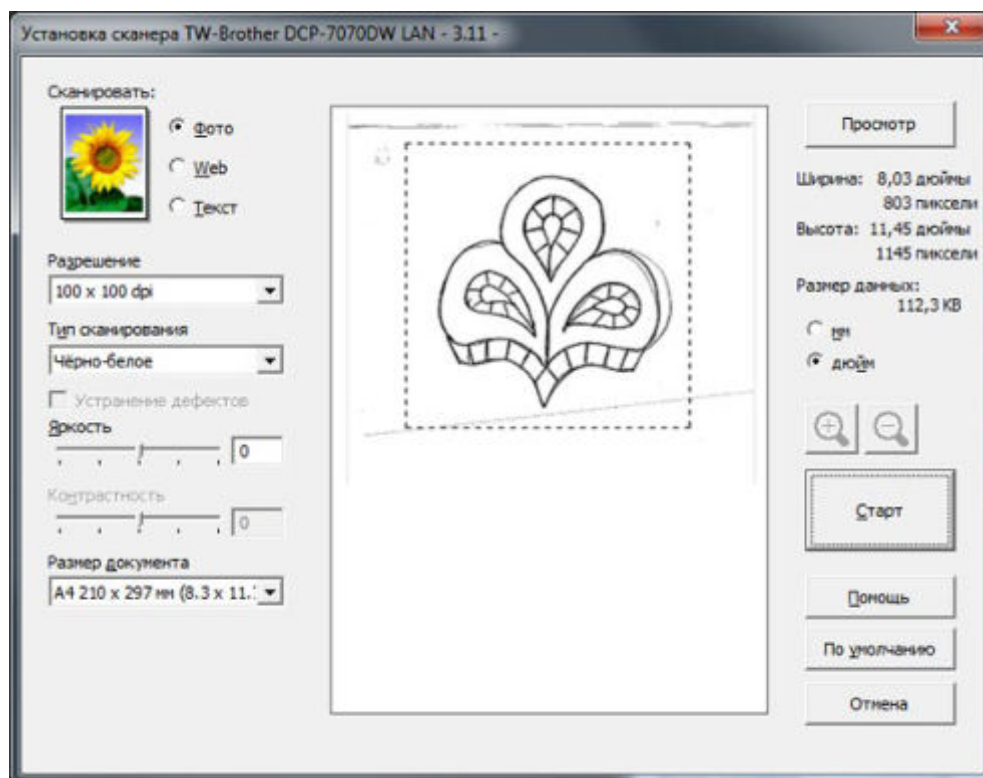 Установка сканера TW-Brother DCP-7070DW LAN - 3.11 -
Сканировать:
Фото
Web
Текст
Разрешение
100 x 100 dpi
Тип сканирования
Чёрно-белое
Устранение дефектов
Яркость
0
Контрастность
0
Размер документа
A4 210 x 297 мм (8.3 x 11.
Просмотр
Ширина: 8,03 дюймы
803 пиксели
Высота: 11,45 дюймы
1145 пиксели
Размер данных:
112,3 KB
мм
дюйм
Старт
Помощь
По умолчанию
Отмена